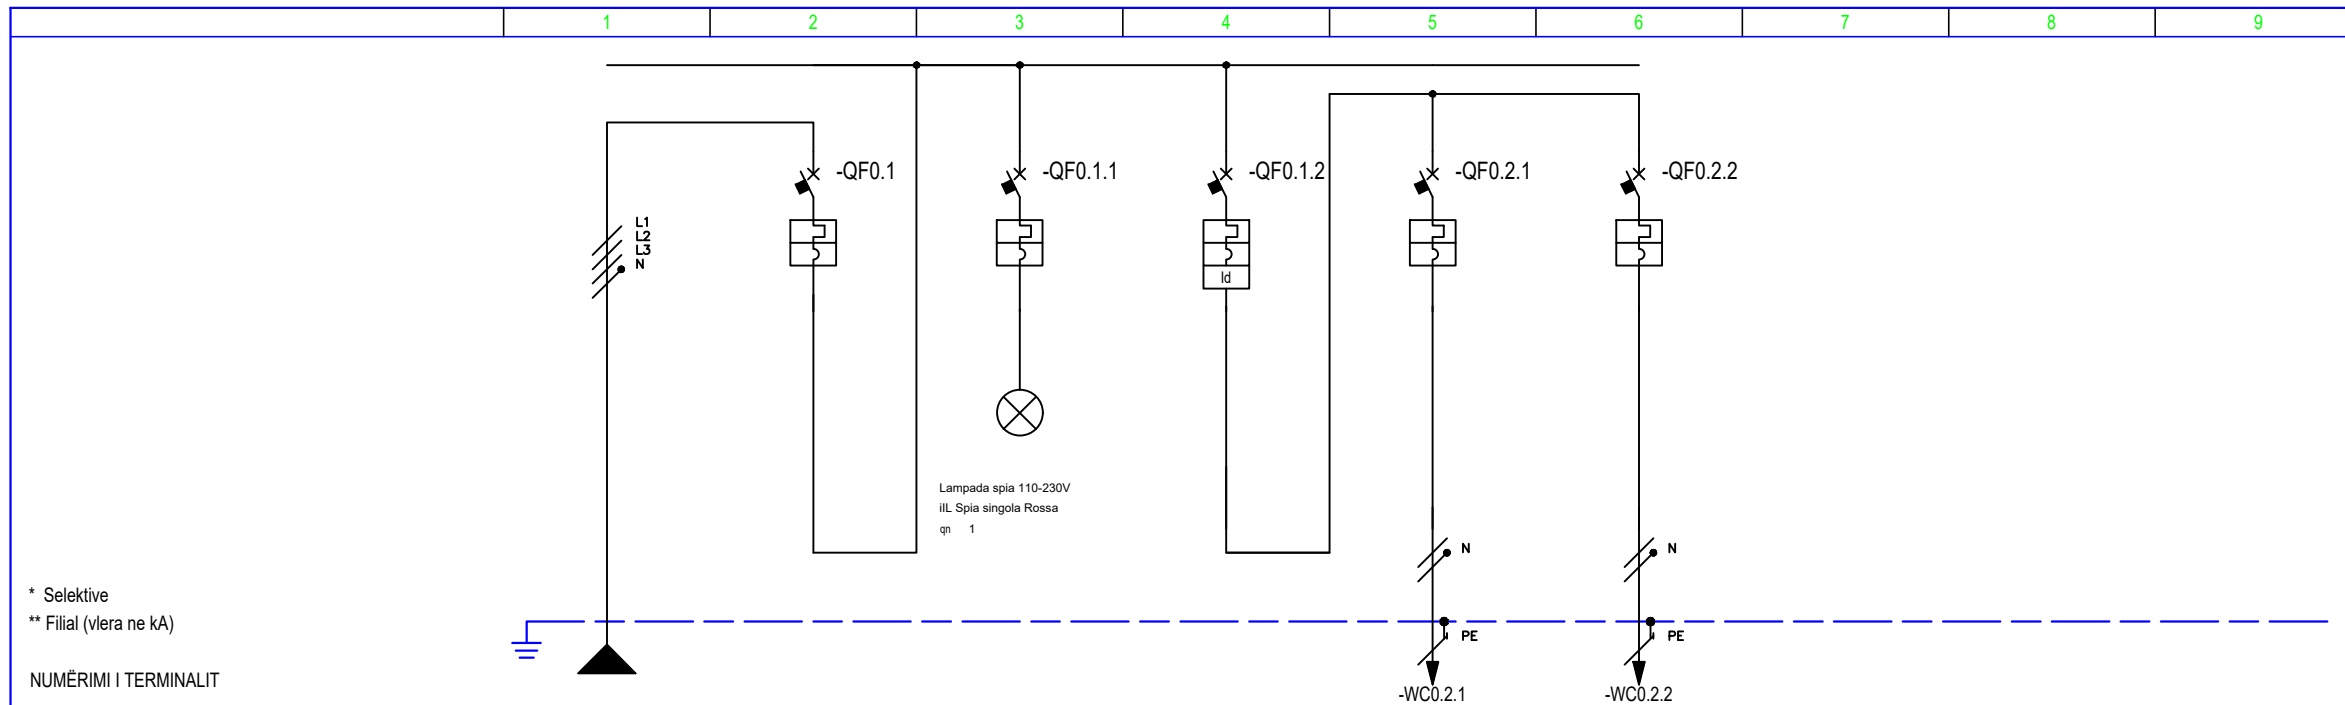 1 2 3 4 5 6 7 8 9
-QF0.1 -QF0.1.1 -QF0.1.2 -QF0.2.1 -QF0.2.2
L1
L2
L3
N
Id
Lampada spia 110-230V
iIL Spia singola Rossa
qn 1
N N
* Selektive
** Filial (vlera ne kA)
PE PE
NUMËRIMI I TERMINALIT
-WC0.2.1 -WC0.2.2